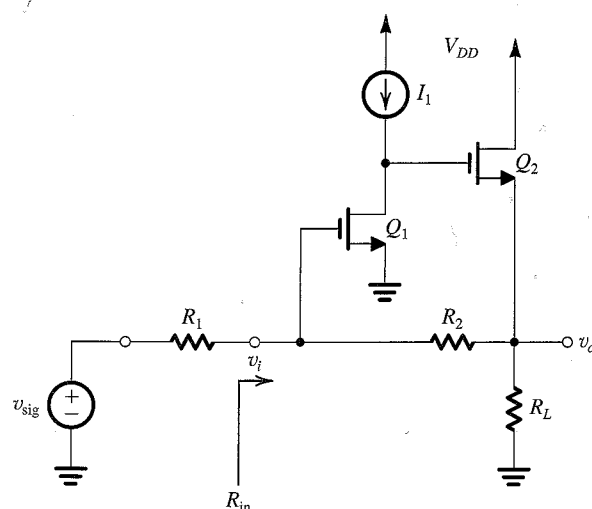 V_DD
I_1
Q_2
Q_1
R_1
R_2
v_i
v_o
v_sig
+
−
R_L
R_in